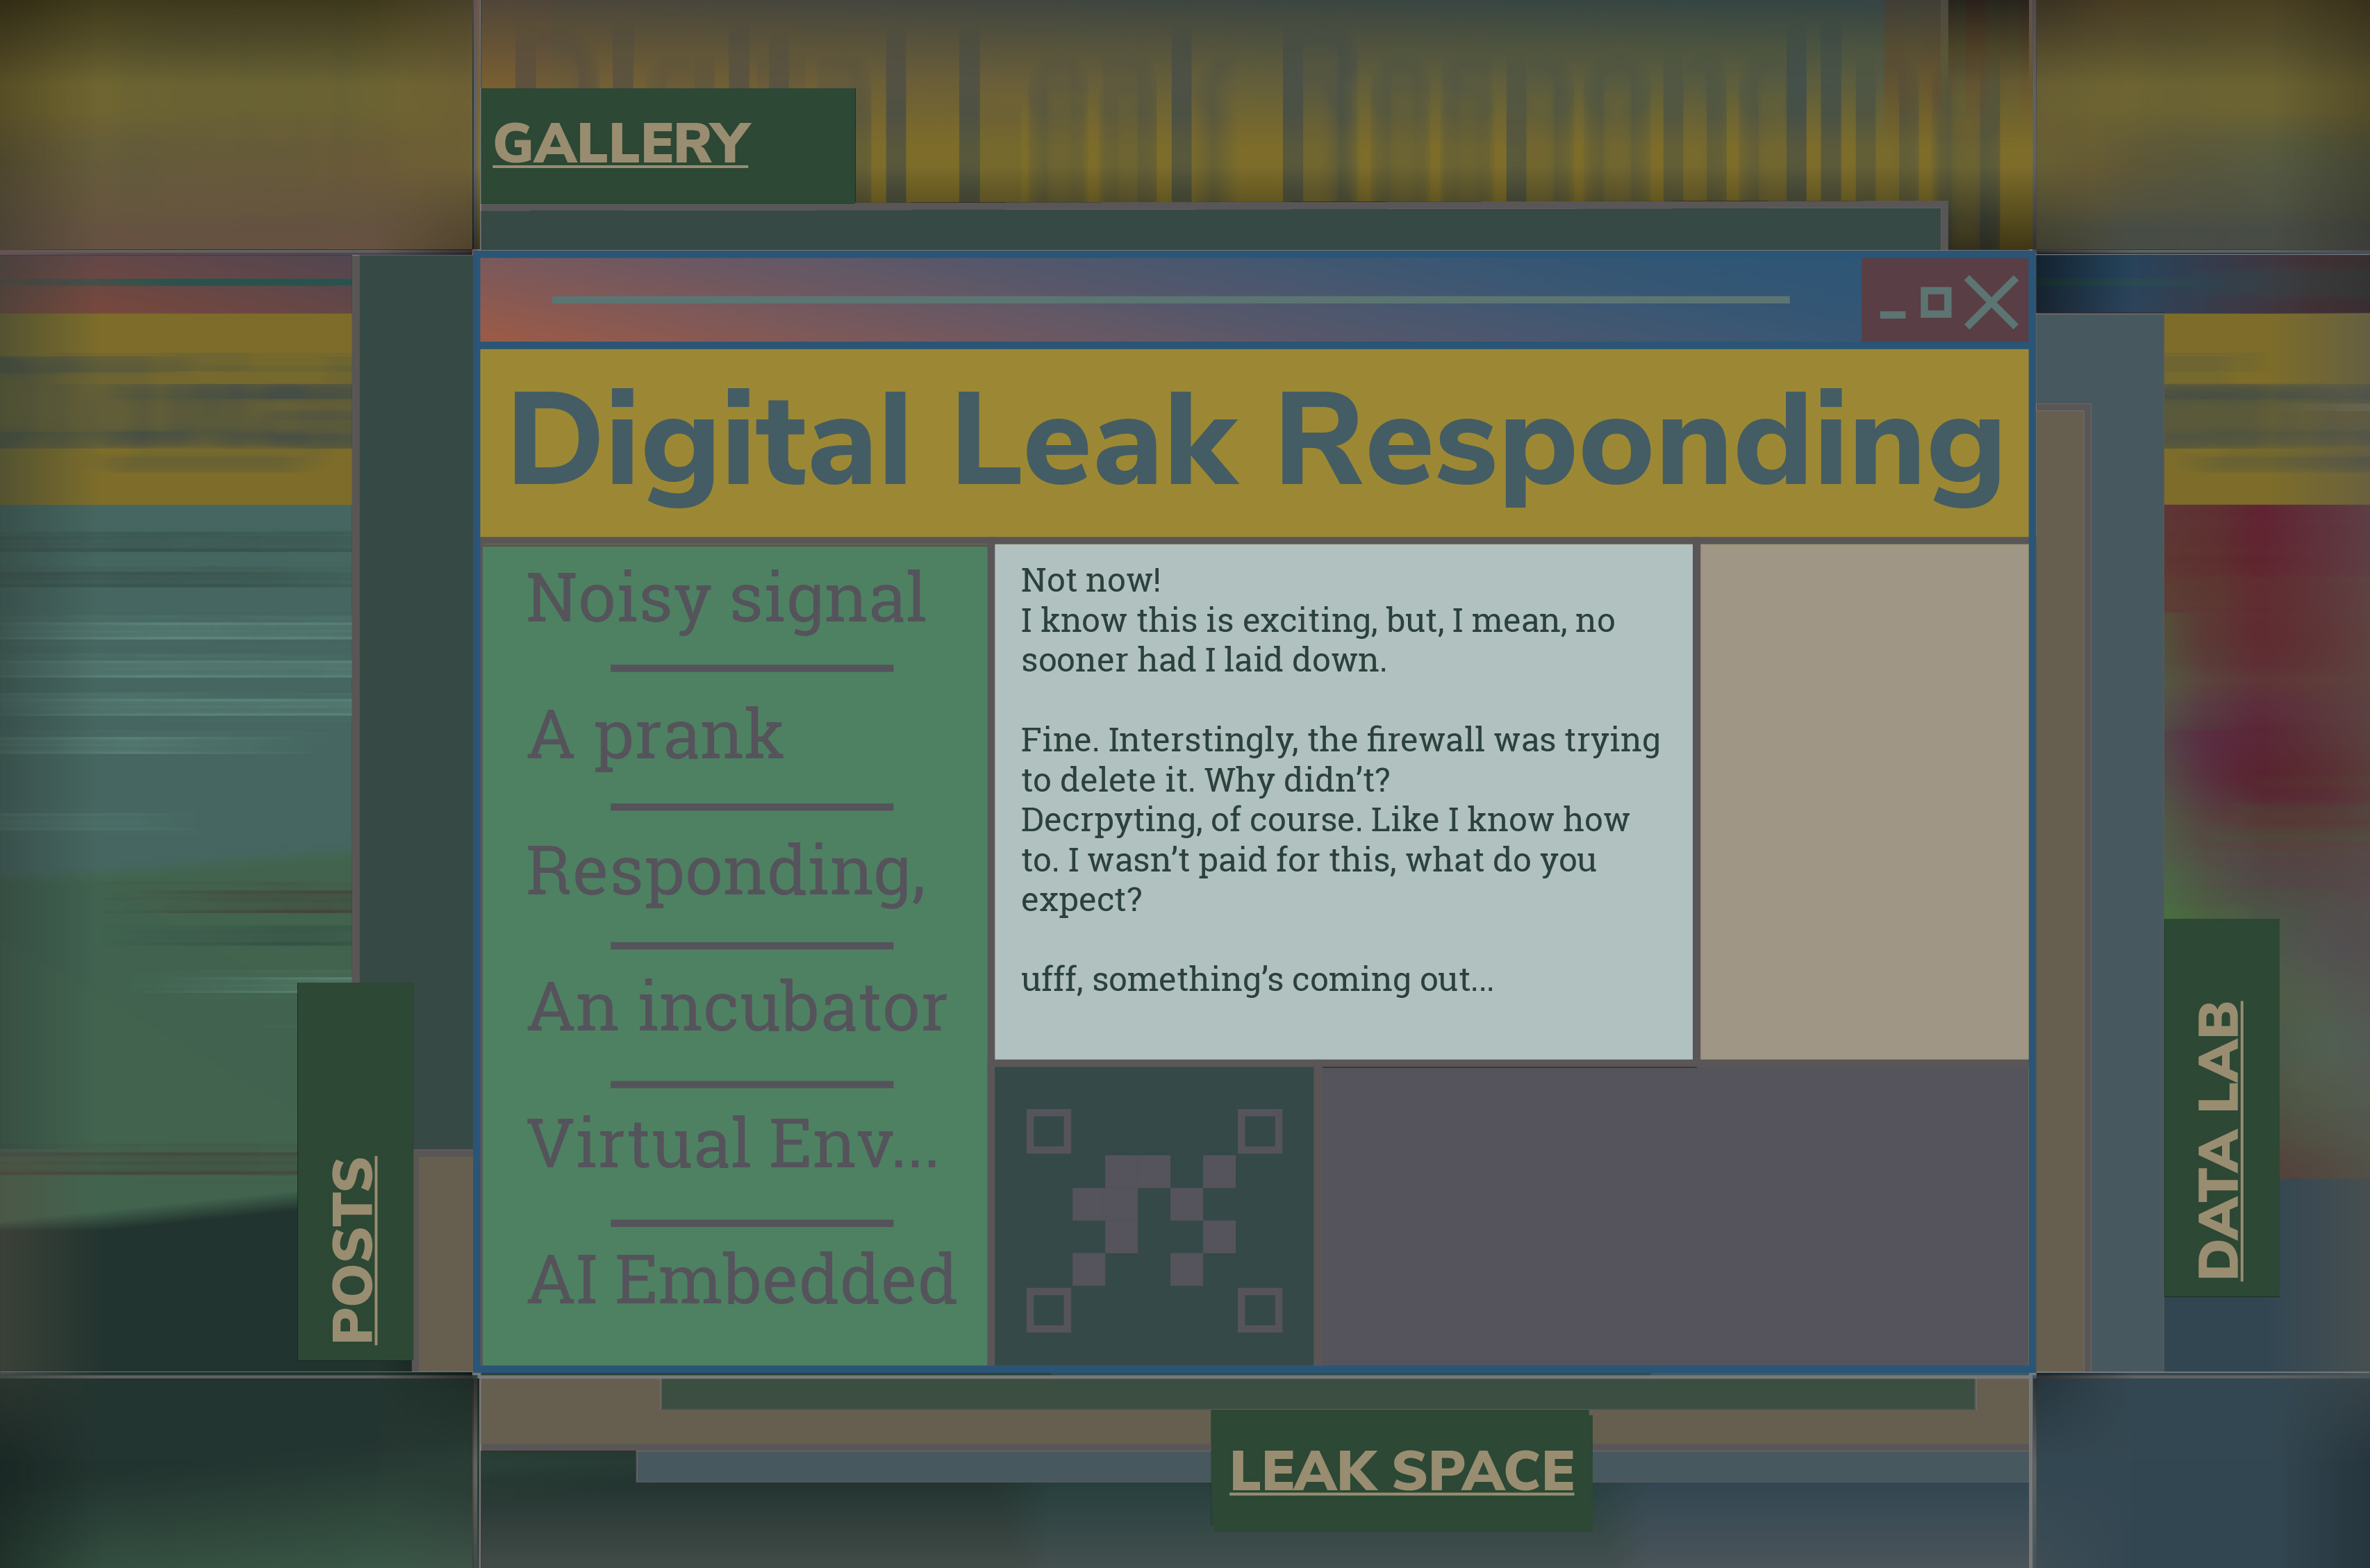 GALLERY
Digital Leak Responding
Noisy signal
A prank
Responding,
An incubator
Virtual Env...
AI Embedded
Not now!
I know this is exciting, but, I mean, no
sooner had I laid down.
Fine. Interstingly, the firewall was trying
to delete it. Why didn’t?
Decrpyting, of course. Like I know how
to. I wasn’t paid for this, what do you
expect?
ufff, something’s coming out...
POSTS
DATA LAB
LEAK SPACE